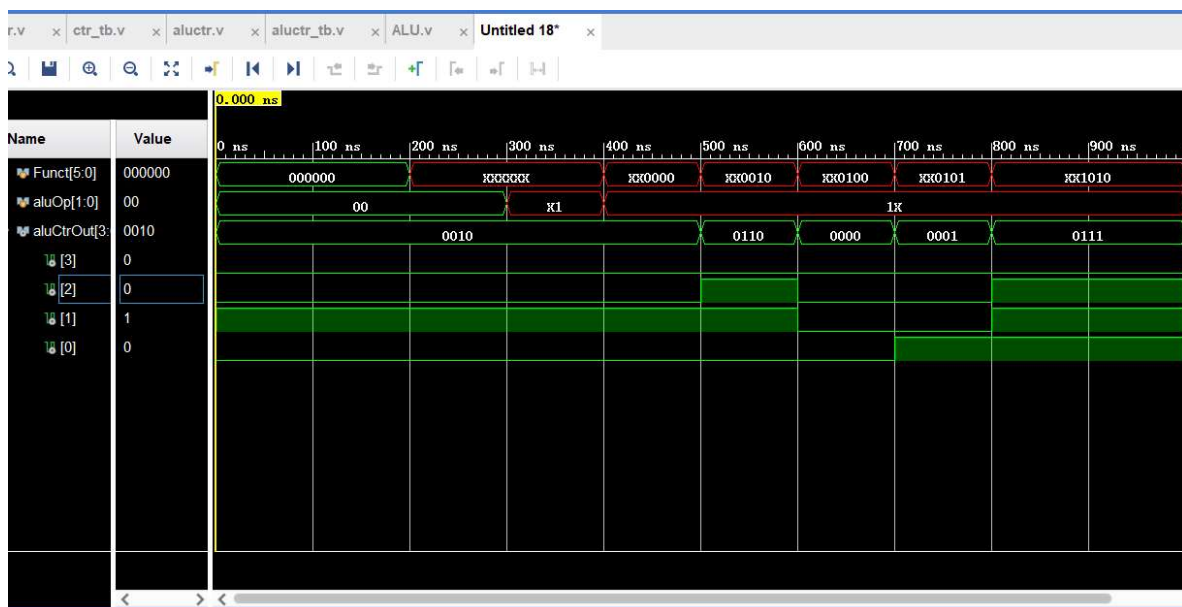 r.v × ctr_tb.v × aluctr.v × aluctr_tb.v × ALU.v × Untitled 18* ×
0.000 ns
Name Value 0 ns 100 ns 200 ns 300 ns 400 ns 500 ns 600 ns 700 ns 800 ns 900 ns
Funct[5:0] 000000 000000 XXXXXX XX0000 XX0010 XX0100 XX0101 XX1010
aluOp[1:0] 00 00 X1 1X
aluCtrOut[3: 0010 0010 0110 0000 0001 0111
[3] 0
[2] 0
[1] 1
[0] 0